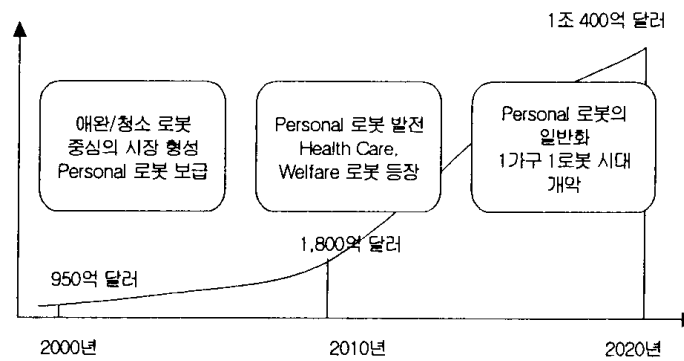 1조 400억 달러
애완/청소 로봇
중심의 시장 형성
Personal 로봇 보급
Personal 로봇 발전
Health Care,
Welfare 로봇 등장
Personal 로봇의
일반화
1가구 1로봇 시대
개악
1,800억 달러
950억 달러
2000년
2010년
2020년